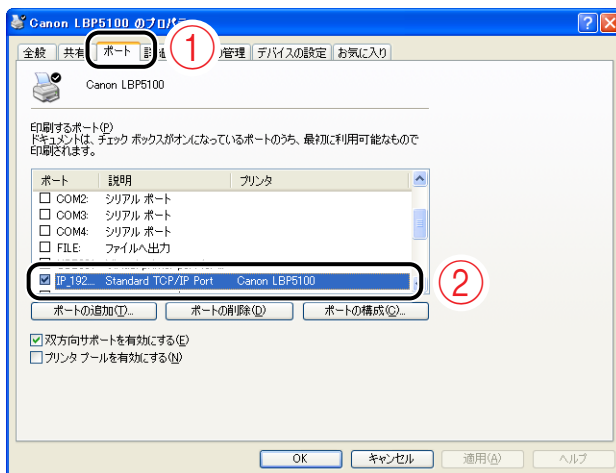 Canon LBP5100 のプロパティ
全般 共有 ポート の管理 デバイスの設定 お気に入り
①
Canon LBP5100
印刷するポート(P)
ドキュメントは、チェック ボックスがオンになっているポートのうち、最初に利用可能なもので
印刷されます。
ポート 説明 プリンタ
COM2: シリアル ポート
COM3: シリアル ポート
COM4: シリアル ポート
FILE: ファイルへ出力
IP_192... Standard TCP/IP Port Canon LBP5100
②
ポートの追加(T)... ポートの削除(D) ポートの構成(C)...
双方向サポートを有効にする(E)
プリンタ プールを有効にする(N)
OK キャンセル 適用(A) ヘルプ